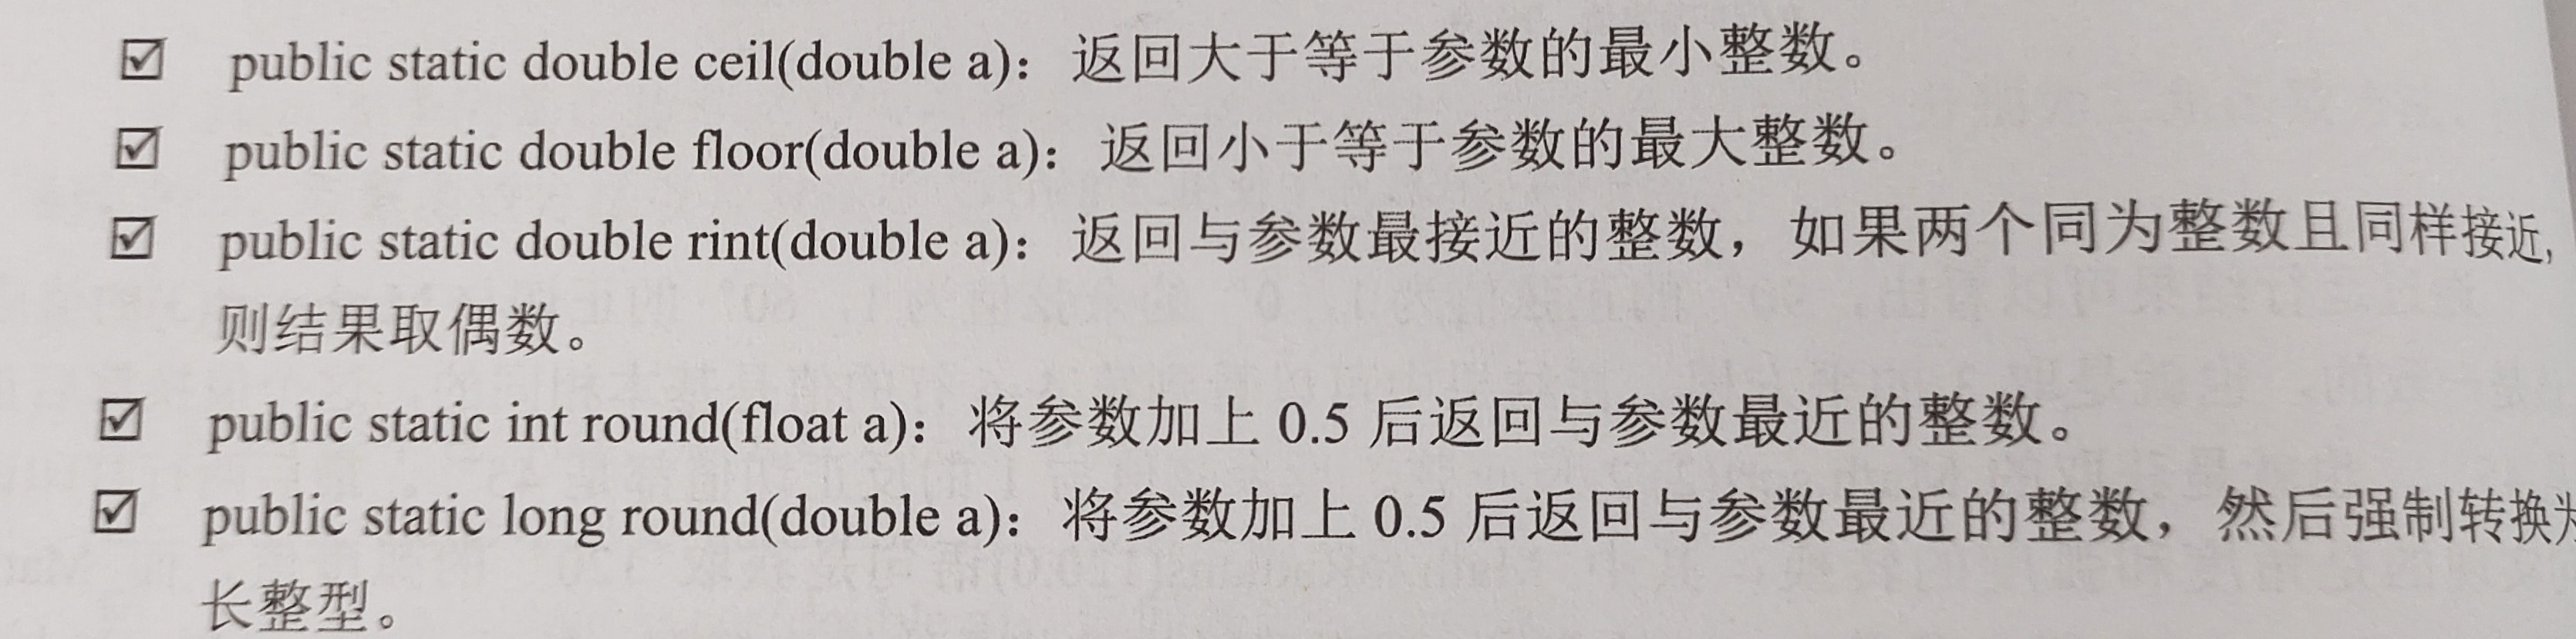 ☑ public static double ceil(double a)：返回大于等于参数的最小整数。
☑ public static double floor(double a)：返回小于等于参数的最大整数。
☑ public static double rint(double a)：返回与参数最接近的整数，如果两个同为整数且同样接近,
则结果取偶数。
☑ public static int round(float a)：将参数加上 0.5 后返回与参数最近的整数。
☑ public static long round(double a)：将参数加上 0.5 后返回与参数最近的整数，然后强制转换为
长整型。